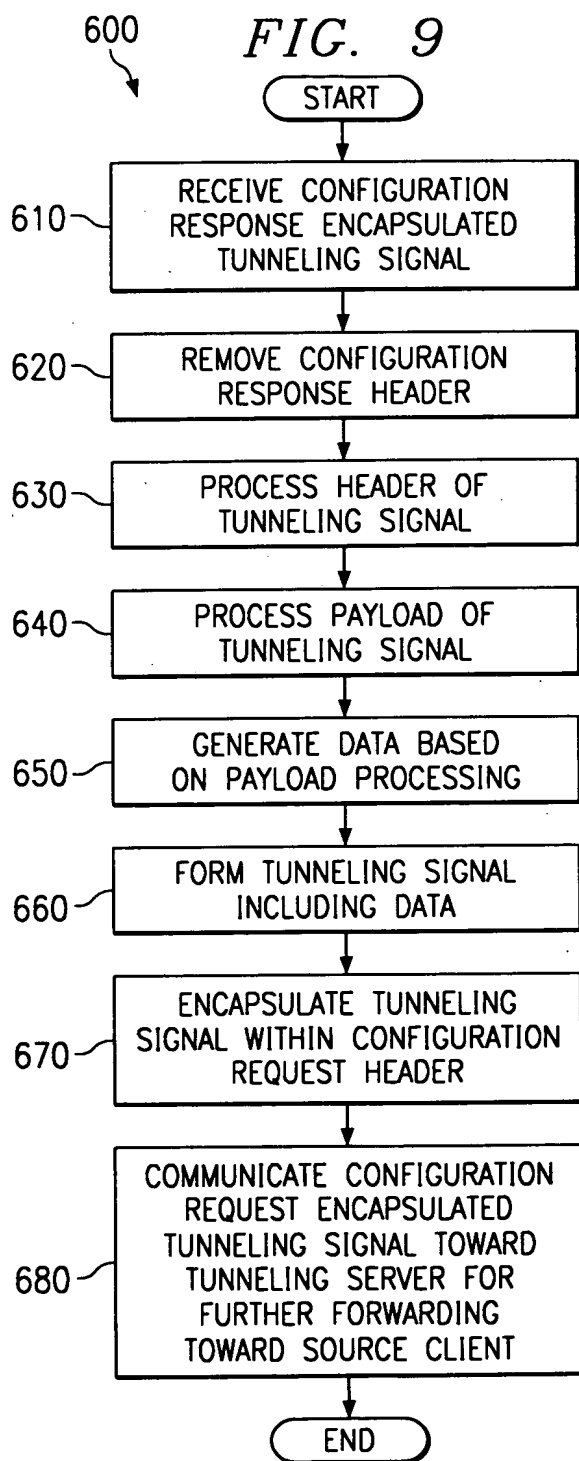 600
FIG. 9
START
610
RECEIVE CONFIGURATION
RESPONSE ENCAPSULATED
TUNNELING SIGNAL
620
REMOVE CONFIGURATION
RESPONSE HEADER
630
PROCESS HEADER OF
TUNNELING SIGNAL
640
PROCESS PAYLOAD OF
TUNNELING SIGNAL
650
GENERATE DATA BASED
ON PAYLOAD PROCESSING
660
FORM TUNNELING SIGNAL
INCLUDING DATA
670
ENCAPSULATE TUNNELING
SIGNAL WITHIN CONFIGURATION
REQUEST HEADER
680
COMMUNICATE CONFIGURATION
REQUEST ENCAPSULATED
TUNNELING SIGNAL TOWARD
TUNNELING SERVER FOR
FURTHER FORWARDING
TOWARD SOURCE CLIENT
END